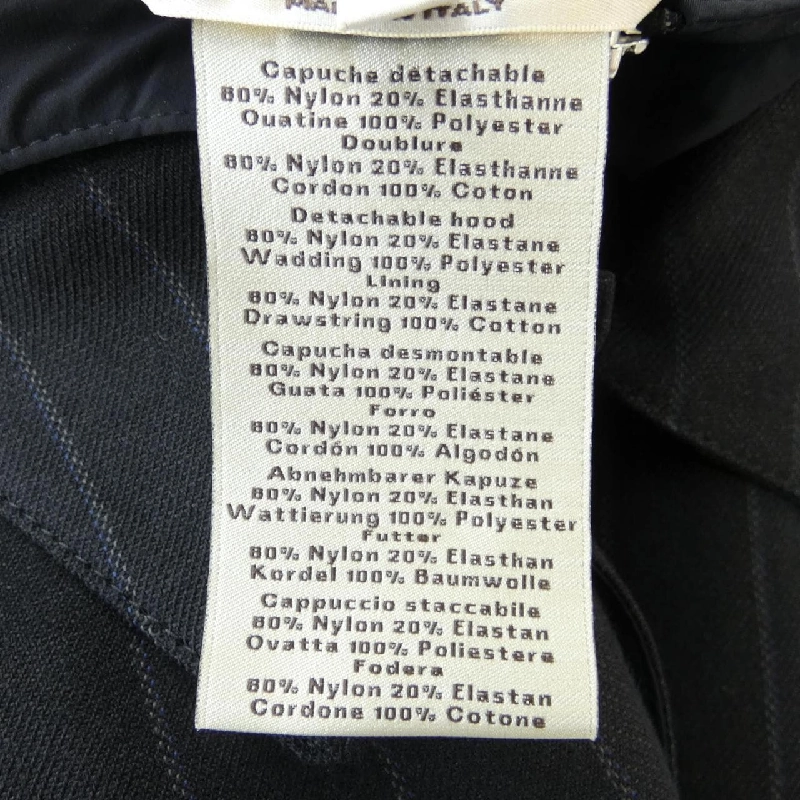 ITALY
Capuche détachable
80% Nylon 20% Elasthanne
Ouatine 100% Polyester
Doublure
80% Nylon 20% Elasthanne
Cordon 100% Coton
Detachable hood
80% Nylon 20% Elastane
Wadding 100% Polyester
Lining
80% Nylon 20% Elastane
Drawstring 100% Cotton
Capucha desmontable
80% Nylon 20% Elastane
Guata 100% Poliéster
Forro
80% Nylon 20% Elastane
Cordón 100% Algodón
Abnehmbarer Kapuze
80% Nylon 20% Elasthan
Wattierung 100% Polyester
Futter
80% Nylon 20% Elasthan
Kordel 100% Baumwolle
Cappuccio staccabile
80% Nylon 20% Elastan
Ovatta 100% Poliestere
Fodera
80% Nylon 20% Elastan
Cordone 100% Cotone